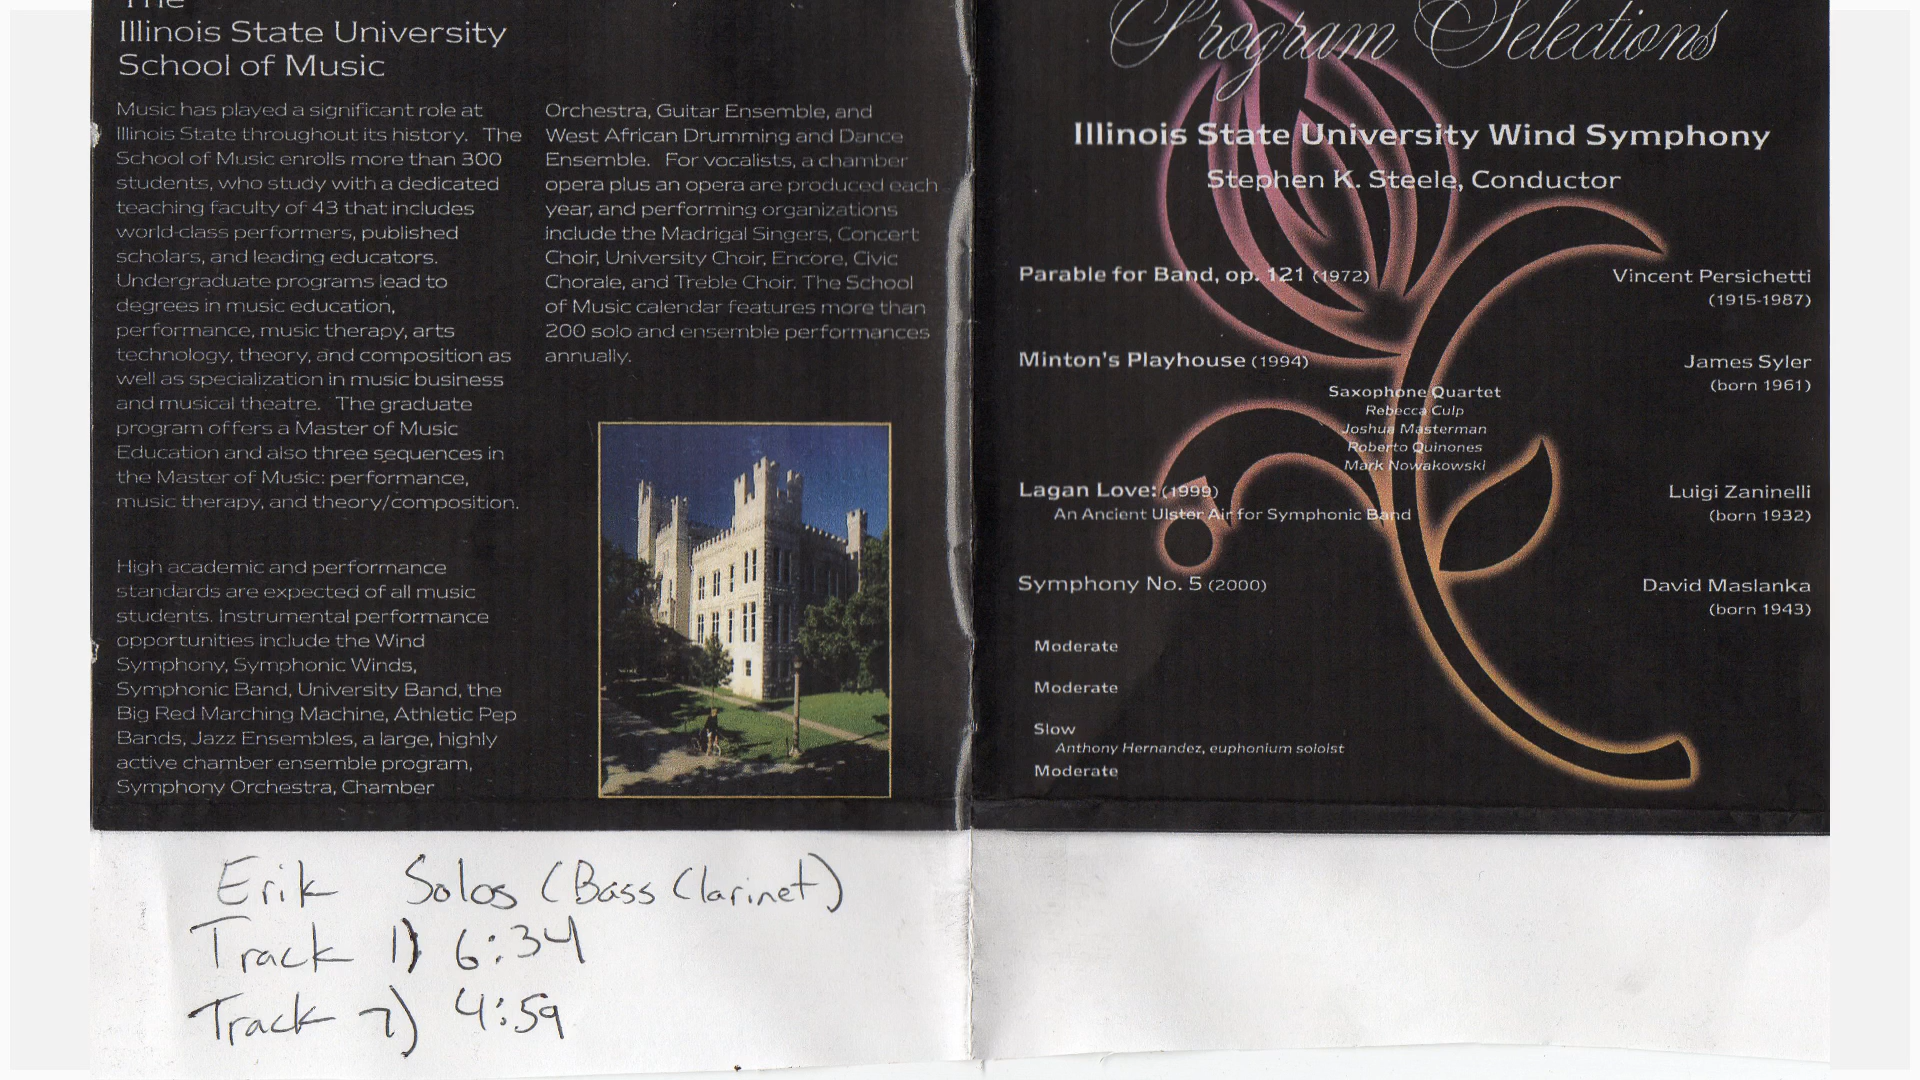 The
Illinois State University
School of Music
Music has played a significant role at
Illinois State throughout its history. The
School of Music enrolls more than 300
students, who study with a dedicated
teaching faculty of 43 that includes
world-class performers, published
scholars, and leading educators.
Undergraduate programs lead to
degrees in music education,
performance, music therapy, arts
technology, theory, and composition as
well as specialization in music business
and musical theatre. The graduate
program offers a Master of Music
Education and also three sequences in
the Master of Music: performance,
music therapy, and theory/composition.
High academic and performance
standards are expected of all music
students. Instrumental performance
opportunities include the Wind
Symphony, Symphonic Winds,
Symphonic Band, University Band, the
Big Red Marching Machine, Athletic Pep
Bands, Jazz Ensembles, a large, highly
active chamber ensemble program,
Symphony Orchestra, Chamber
Orchestra, Guitar Ensemble, and
West African Drumming and Dance
Ensemble. For vocalists, a chamber
opera plus an opera are produced each
year, and performing organizations
include the Madrigal Singers, Concert
Choir, University Choir, Encore, Civic
Chorale, and Treble Choir. The School
of Music calendar features more than
200 solo and ensemble performances
annually.
Program Selections
Illinois State University Wind Symphony
Stephen K. Steele, Conductor
Parable for Band, op. 121 (1972) Vincent Persichetti
(1915-1987)
Minton's Playhouse (1994) James Syler
(born 1961)
Saxophone Quartet
Rebecca Culp
Joshua Masterman
Roberto Quinones
Mark Nowakowski
Lagan Love: (1999) Luigi Zaninelli
An Ancient Ulster Air for Symphonic Band (born 1932)
Symphony No. 5 (2000) David Maslanka
(born 1943)
Moderate
Moderate
Slow
Anthony Hernandez, euphonium soloist
Moderate
Erik Solos (Bass Clarinet)
Track 1) 6:34
Track 7) 4:59